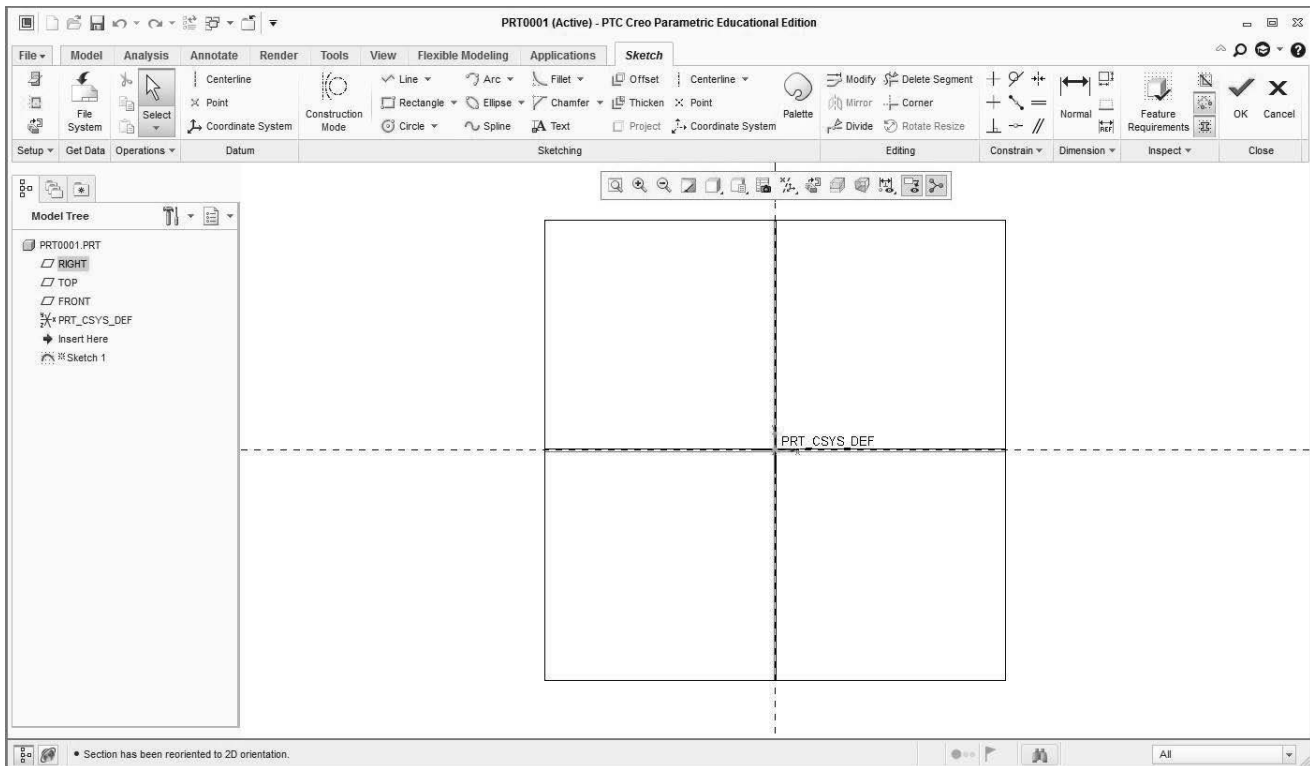 PRT0001 (Active) - PTC Creo Parametric Educational Edition
File Model Analysis Annotate Render Tools View Flexible Modeling Applications Sketch
Centerline
Point
Coordinate System
File System
Select
Construction Mode
Line Arc Fillet Offset Centerline
Rectangle Ellipse Chamfer Thicken Point
Circle Spline A Text Project Coordinate System
Palette
Modify Delete Segment
Mirror Corner
Divide Rotate Resize
Normal
REF
Feature Requirements
OK Cancel
Setup Get Data Operations Datum Sketching Editing Constrain Dimension Inspect Close
Model Tree
PRT0001.PRT
RIGHT
TOP
FRONT
PRT_CSYS_DEF
Insert Here
Sketch 1
PRT_CSYS_DEF
• Section has been reoriented to 2D orientation.
All